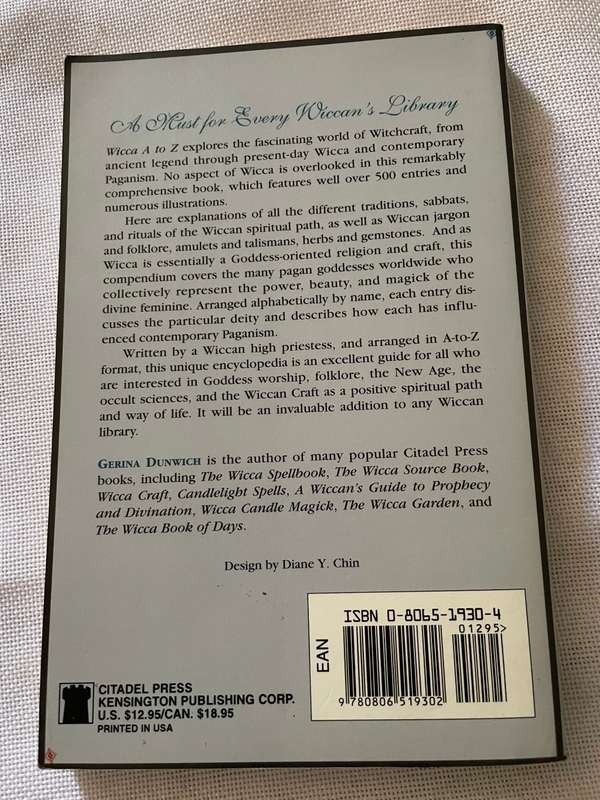 A Must for Every Wiccan's Library
Wicca A to Z explores the fascinating world of Witchcraft, from
ancient legend through present-day Wicca and contemporary
Paganism. No aspect of Wicca is overlooked in this remarkably
comprehensive book, which features well over 500 entries and
numerous illustrations.
Here are explanations of all the different traditions, sabbats,
and rituals of the Wiccan spiritual path, as well as Wiccan jargon
and folklore, amulets and talismans, herbs and gemstones. And as
Wicca is essentially a Goddess-oriented religion and craft, this
compendium covers the many pagan goddesses worldwide who
collectively represent the power, beauty, and magick of the
divine feminine. Arranged alphabetically by name, each entry dis-
cusses the particular deity and describes how each has influ-
enced contemporary Paganism.
Written by a Wiccan high priestess, and arranged in A-to-Z
format, this unique encyclopedia is an excellent guide for all who
are interested in Goddess worship, folklore, the New Age, the
occult sciences, and the Wiccan Craft as a positive spiritual path
and way of life. It will be an invaluable addition to any Wiccan
library.
GERINA DUNWICH is the author of many popular Citadel Press
books, including The Wicca Spellbook, The Wicca Source Book,
Wicca Craft, Candlelight Spells, A Wiccan's Guide to Prophecy
and Divination, Wicca Candle Magick, The Wicca Garden, and
The Wicca Book of Days.
Design by Diane Y. Chin
ISBN 0-8065-1930-4
01295>
EAN
9 780806 519302
CITADEL PRESS
KENSINGTON PUBLISHING CORP.
U.S. $12.95/CAN. $18.95
PRINTED IN USA